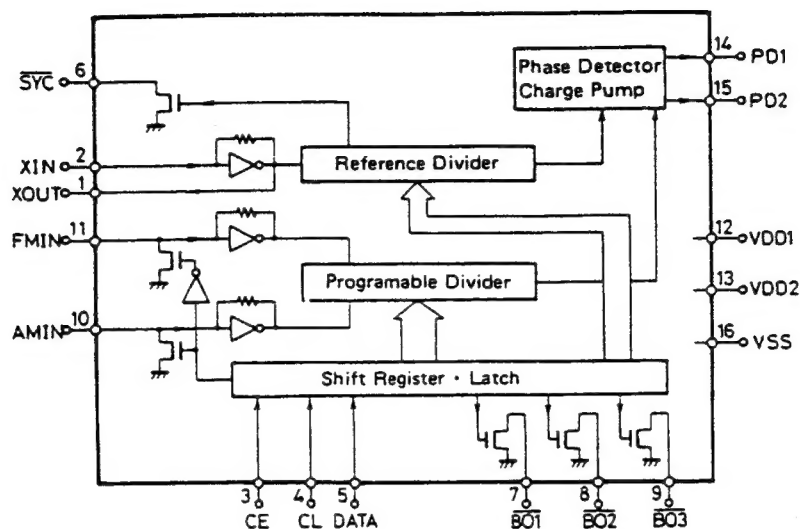 14
PD1
6
SYC
Phase Detector
Charge Pump
15
PD2
2
XIN
Reference Divider
1
XOUT
11
FMIN
12
VDD1
Programable Divider
13
VDD2
10
AMIN
16
VSS
Shift Register · Latch
3
4
5
7
8
9
CE
CL
DATA
BO1
BO2
BO3